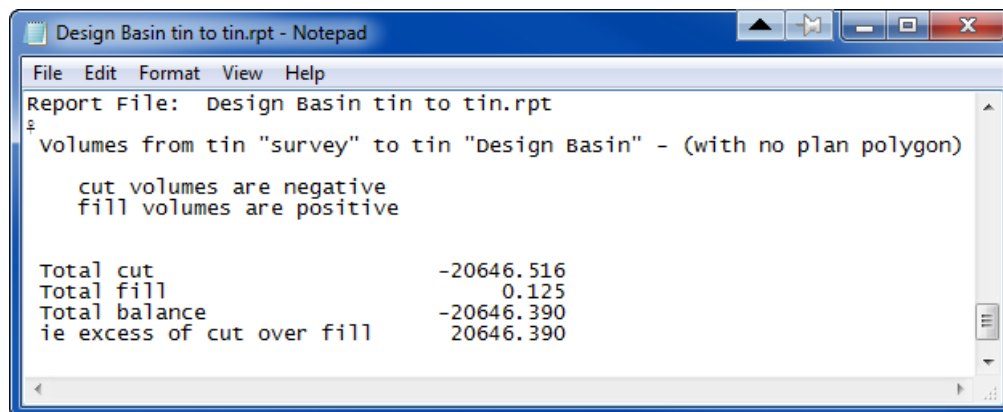 Design Basin tin to tin.rpt - Notepad
File Edit Format View Help
Report File: Design Basin tin to tin.rpt
♀
Volumes from tin "survey" to tin "Design Basin" - (with no plan polygon)
cut volumes are negative
fill volumes are positive
Total cut -20646.516
Total fill 0.125
Total balance -20646.390
ie excess of cut over fill 20646.390